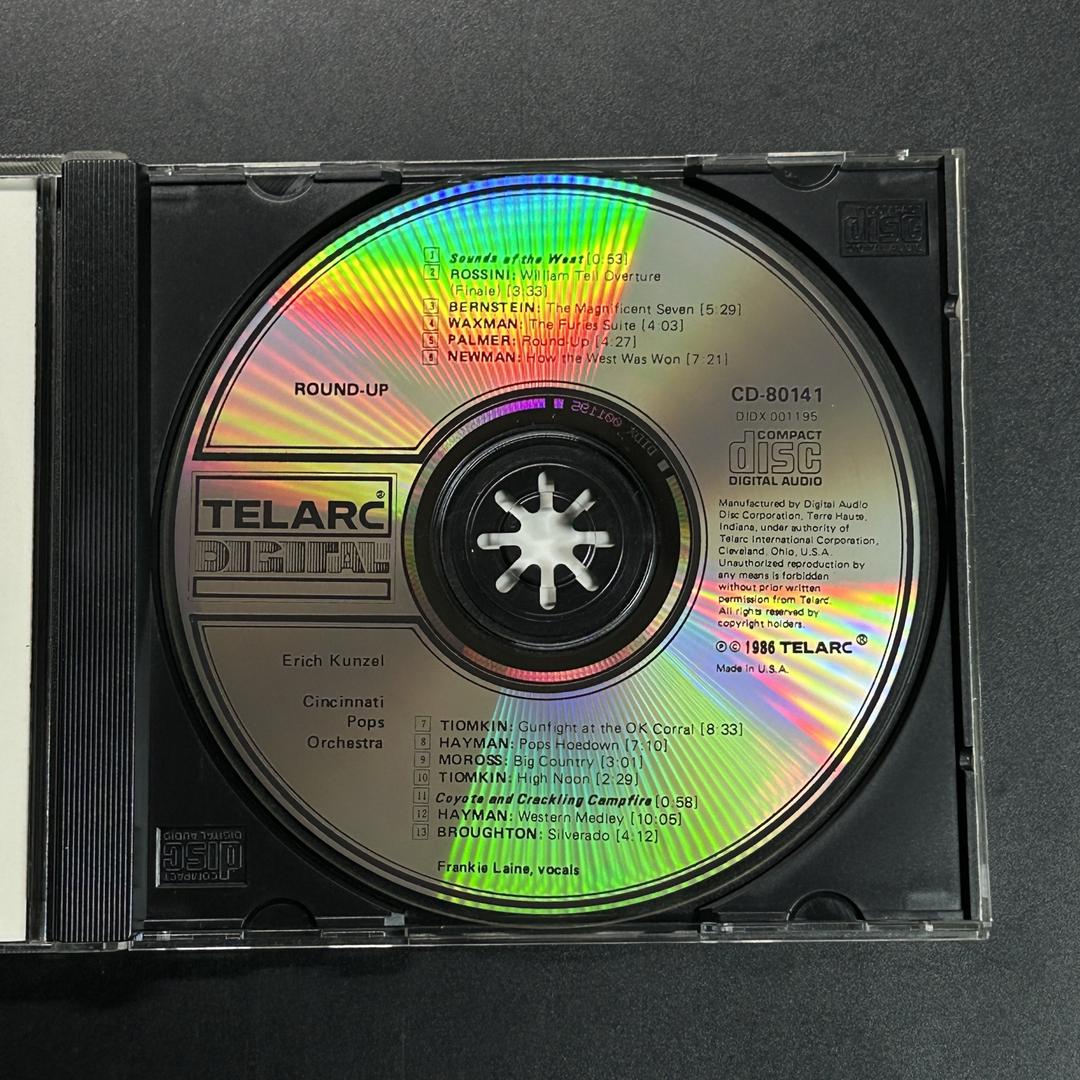 1 Sounds of the West [0:53]
2 ROSSINI: William Tell Overture
(Finale) [3:33]
3 BERNSTEIN: The Magnificent Seven [5:29]
4 WAXMAN: The Furies Suite [4:03]
5 PALMER: Round-Up [4:27]
6 NEWMAN: How the West Was Won [7:21]
ROUND-UP
CD-80141
DIDX 001195
COMPACT
disc
DIGITAL AUDIO
TELARC®
DIGITAL
DIDX 001195
Manufactured by Digital Audio
Disc Corporation, Terre Haute,
Indiana, under authority of
Telarc International Corporation,
Cleveland, Ohio, U.S.A.
Unauthorized reproduction by
any means is forbidden
without prior written
permission from Telarc.
All rights reserved by
copyright holders.
℗ © 1986 TELARC®
Made in U.S.A.
Erich Kunzel
Cincinnati
Pops
Orchestra
7 TIOMKIN: Gunfight at the OK Corral [8:33]
8 HAYMAN: Pops Hoedown [7:10]
9 MOROSS: Big Country [3:01]
10 TIOMKIN: High Noon [2:29]
11 Coyote and Crackling Campfire [0:58]
12 HAYMAN: Western Medley [10:05]
13 BROUGHTON: Silverado [4:12]
Frankie Laine, vocals
COMPACT
disc
DIGITAL AUDIO
disc